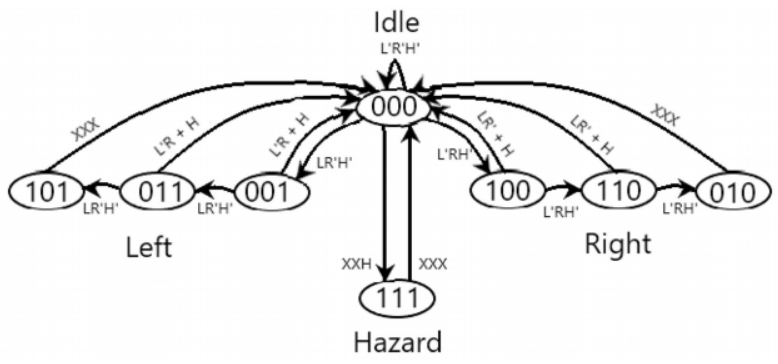 Idle
L'R'H'
000
XXX
L'R + H
L'R + H
LR'H'
L'RH'
LR' + H
LR' + H
XXX
101
LR'H'
011
LR'H'
001
100
L'RH'
110
L'RH'
010
Left
Right
XXH
XXX
111
Hazard